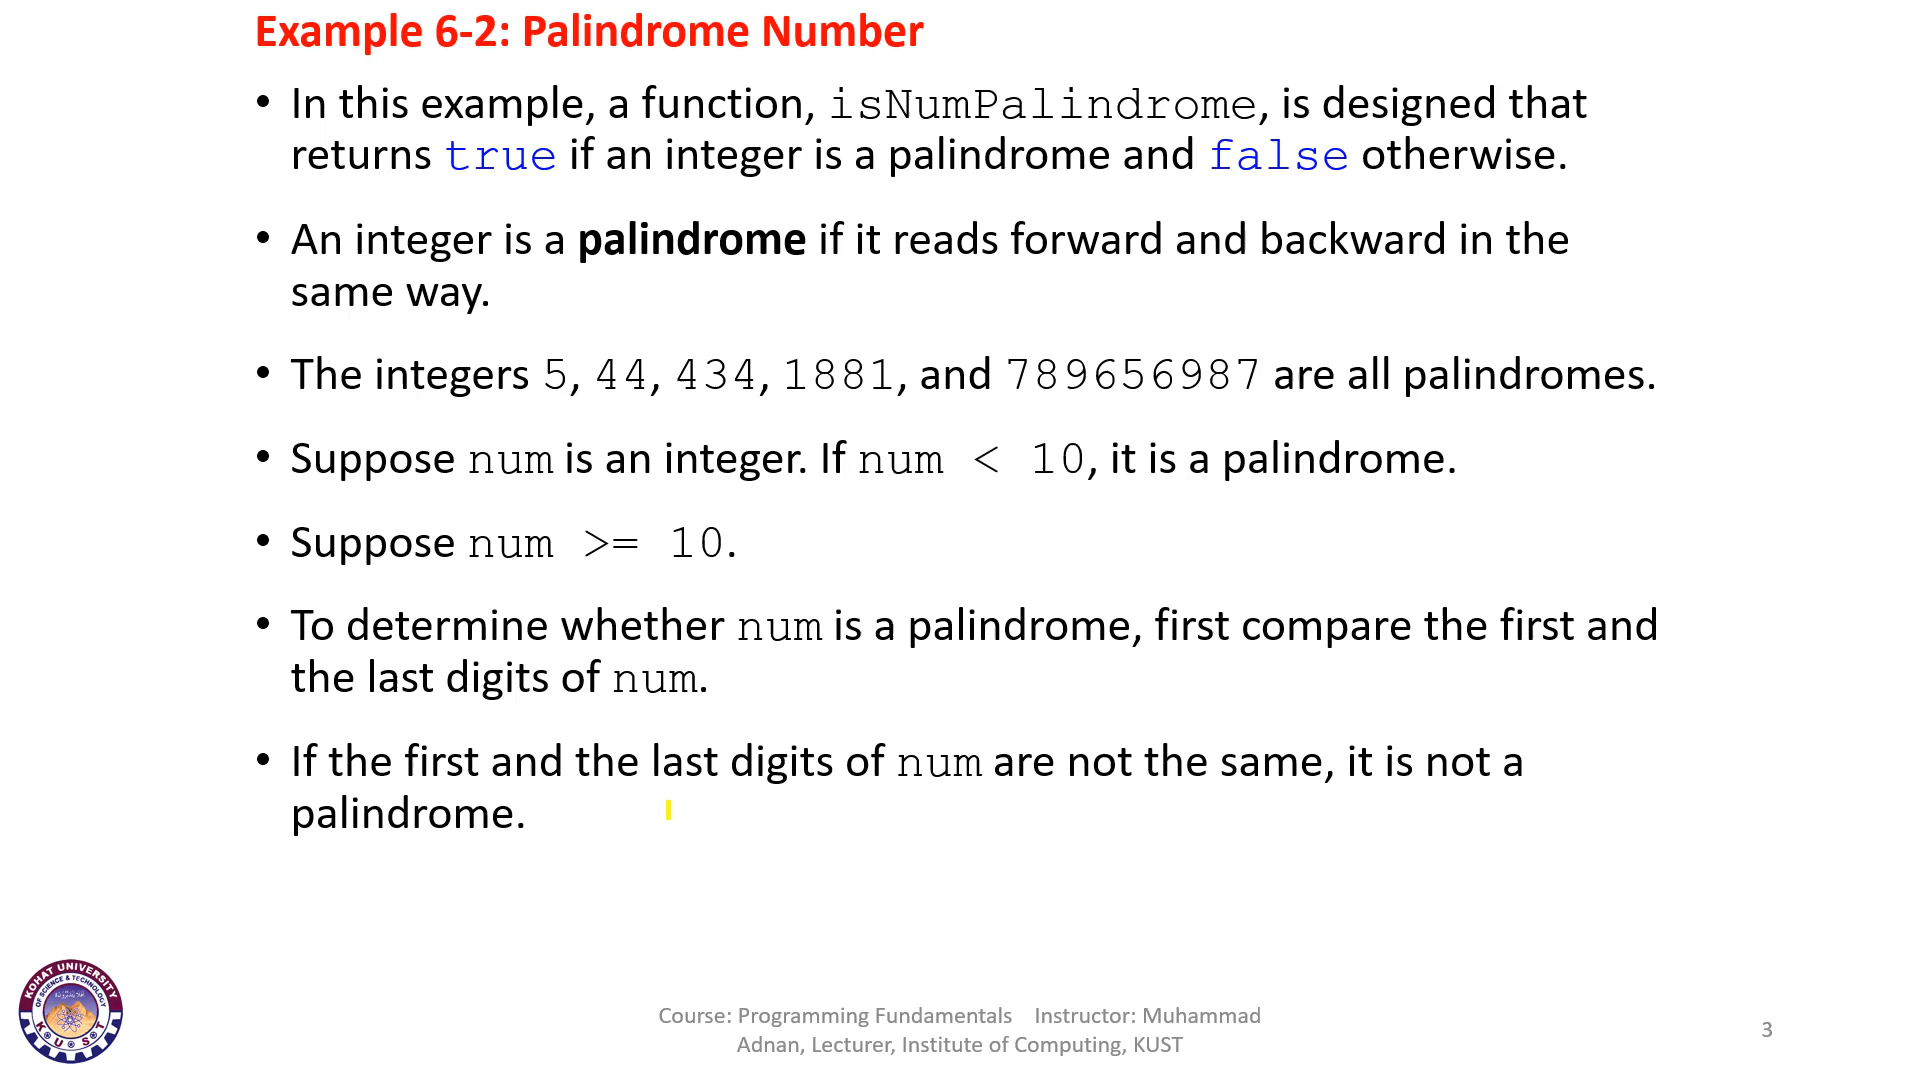 Example 6-2: Palindrome Number
• In this example, a function, isNumPalindrome, is designed that
returns true if an integer is a palindrome and false otherwise.
• An integer is a palindrome if it reads forward and backward in the
same way.
• The integers 5, 44, 434, 1881, and 789656987 are all palindromes.
• Suppose num is an integer. If num < 10, it is a palindrome.
• Suppose num >= 10.
• To determine whether num is a palindrome, first compare the first and
the last digits of num.
• If the first and the last digits of num are not the same, it is not a
palindrome.
KOHAT UNIVERSITY
OF SCIENCE & TECHNOLOGY
K U S T
Course: Programming Fundamentals Instructor: Muhammad
Adnan, Lecturer, Institute of Computing, KUST
3